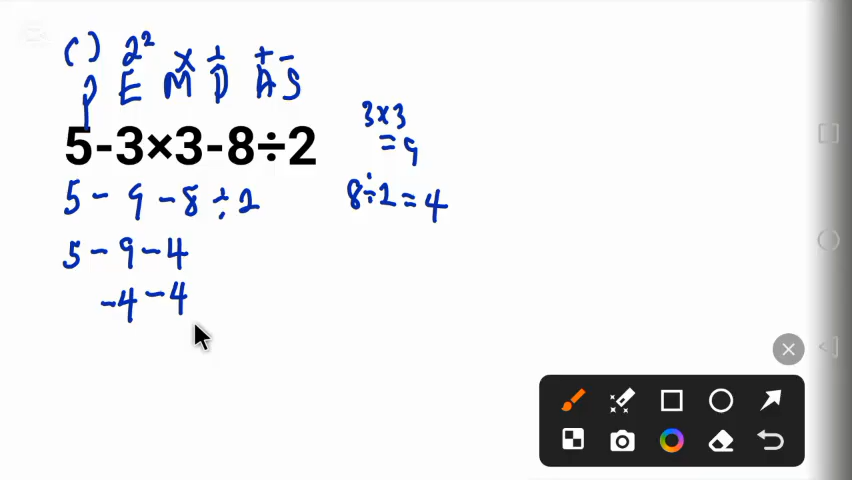 ( ) 2² × ÷ + −
P E M D A S
5-3×3-8÷2
3×3
= 9
5 − 9 − 8 ÷ 2
8÷2 = 4
5 − 9 − 4
−4 − 4